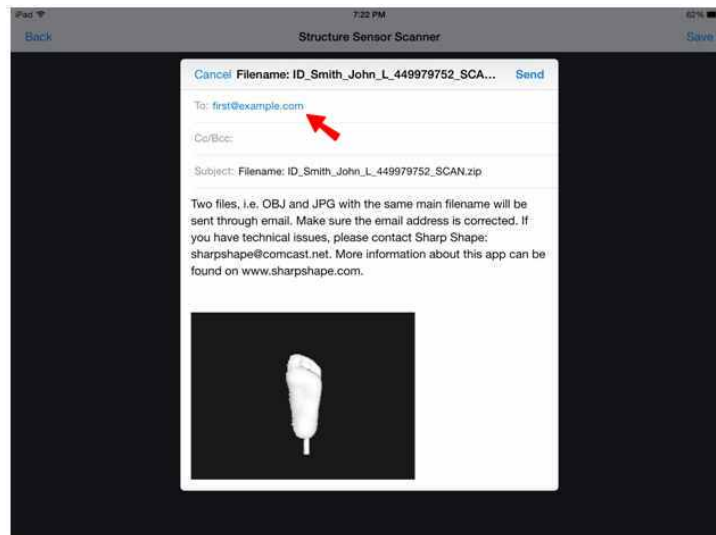 iPad 7:22 PM 62%
Back Structure Sensor Scanner Save
Cancel Filename: ID_Smith_John_L_449979752_SCA... Send
To: first@example.com
Cc/Bcc:
Subject: Filename: ID_Smith_John_L_449979752_SCAN.zip
Two files, i.e. OBJ and JPG with the same main filename will be
sent through email. Make sure the email address is corrected. If
you have technical issues, please contact Sharp Shape:
sharpshape@comcast.net. More information about this app can be
found on www.sharpshape.com.